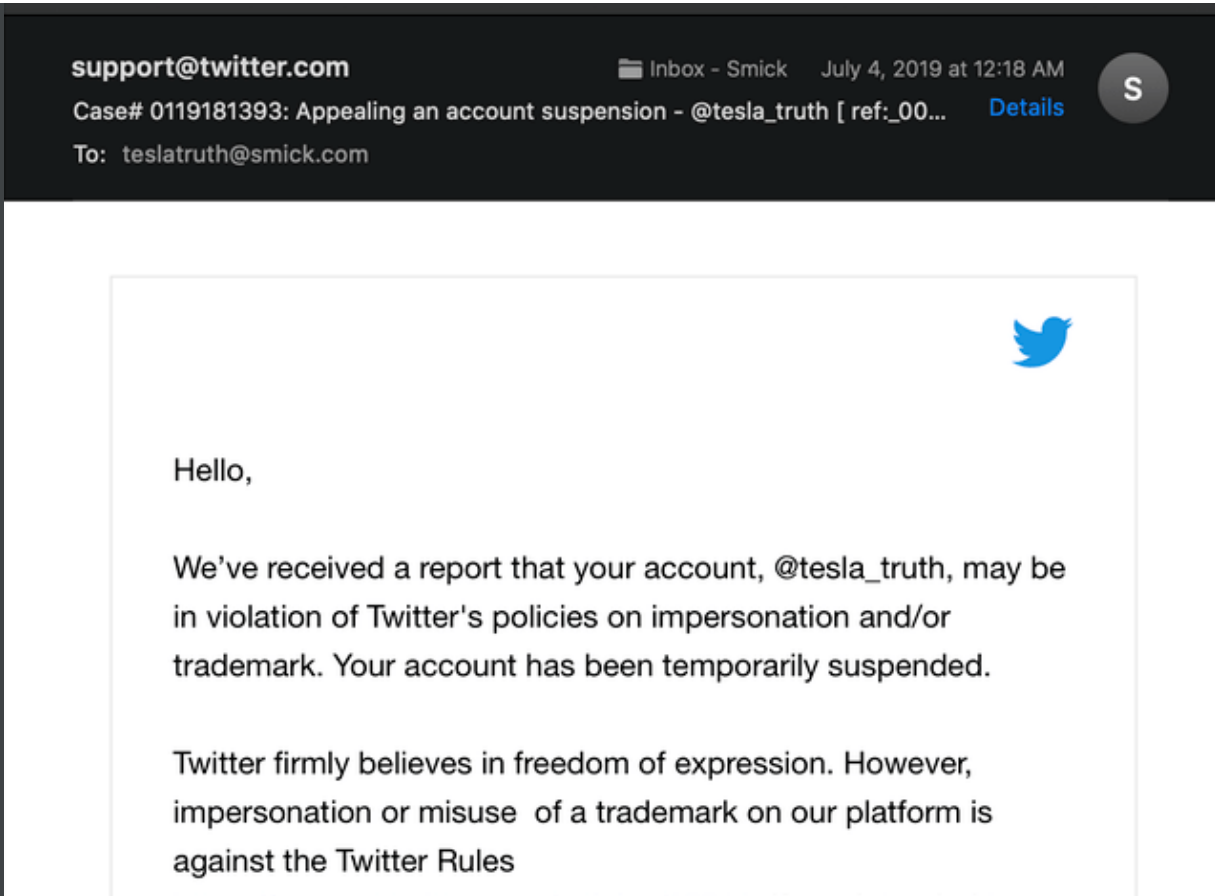 support@twitter.com Inbox - Smick July 4, 2019 at 12:18 AM
S
Case# 0119181393: Appealing an account suspension - @tesla_truth [ ref:_00... Details
To: teslatruth@smick.com
Hello,
We’ve received a report that your account, @tesla_truth, may be
in violation of Twitter's policies on impersonation and/or
trademark. Your account has been temporarily suspended.
Twitter firmly believes in freedom of expression. However,
impersonation or misuse  of a trademark on our platform is
against the Twitter Rules